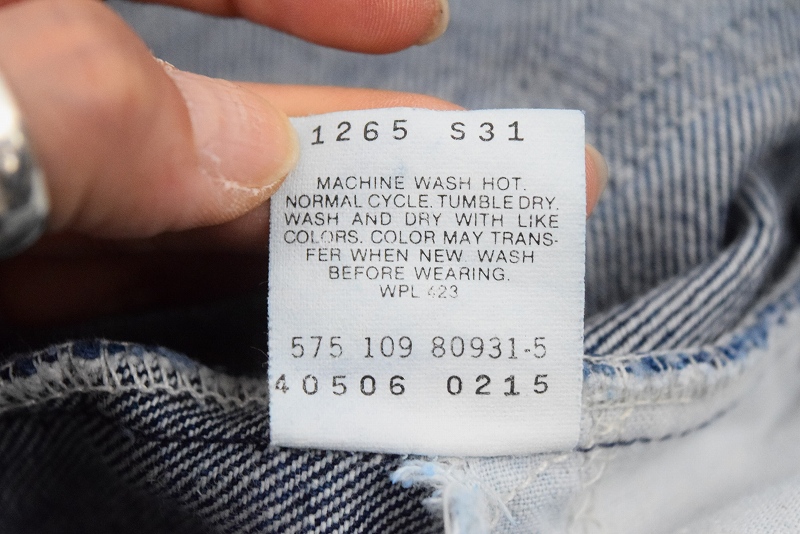 1265 S31
MACHINE WASH HOT.
NORMAL CYCLE. TUMBLE DRY.
WASH AND DRY WITH LIKE
COLORS. COLOR MAY TRANS-
FER WHEN NEW. WASH
BEFORE WEARING.
WPL 423
575 109 80931-5
40506 0215